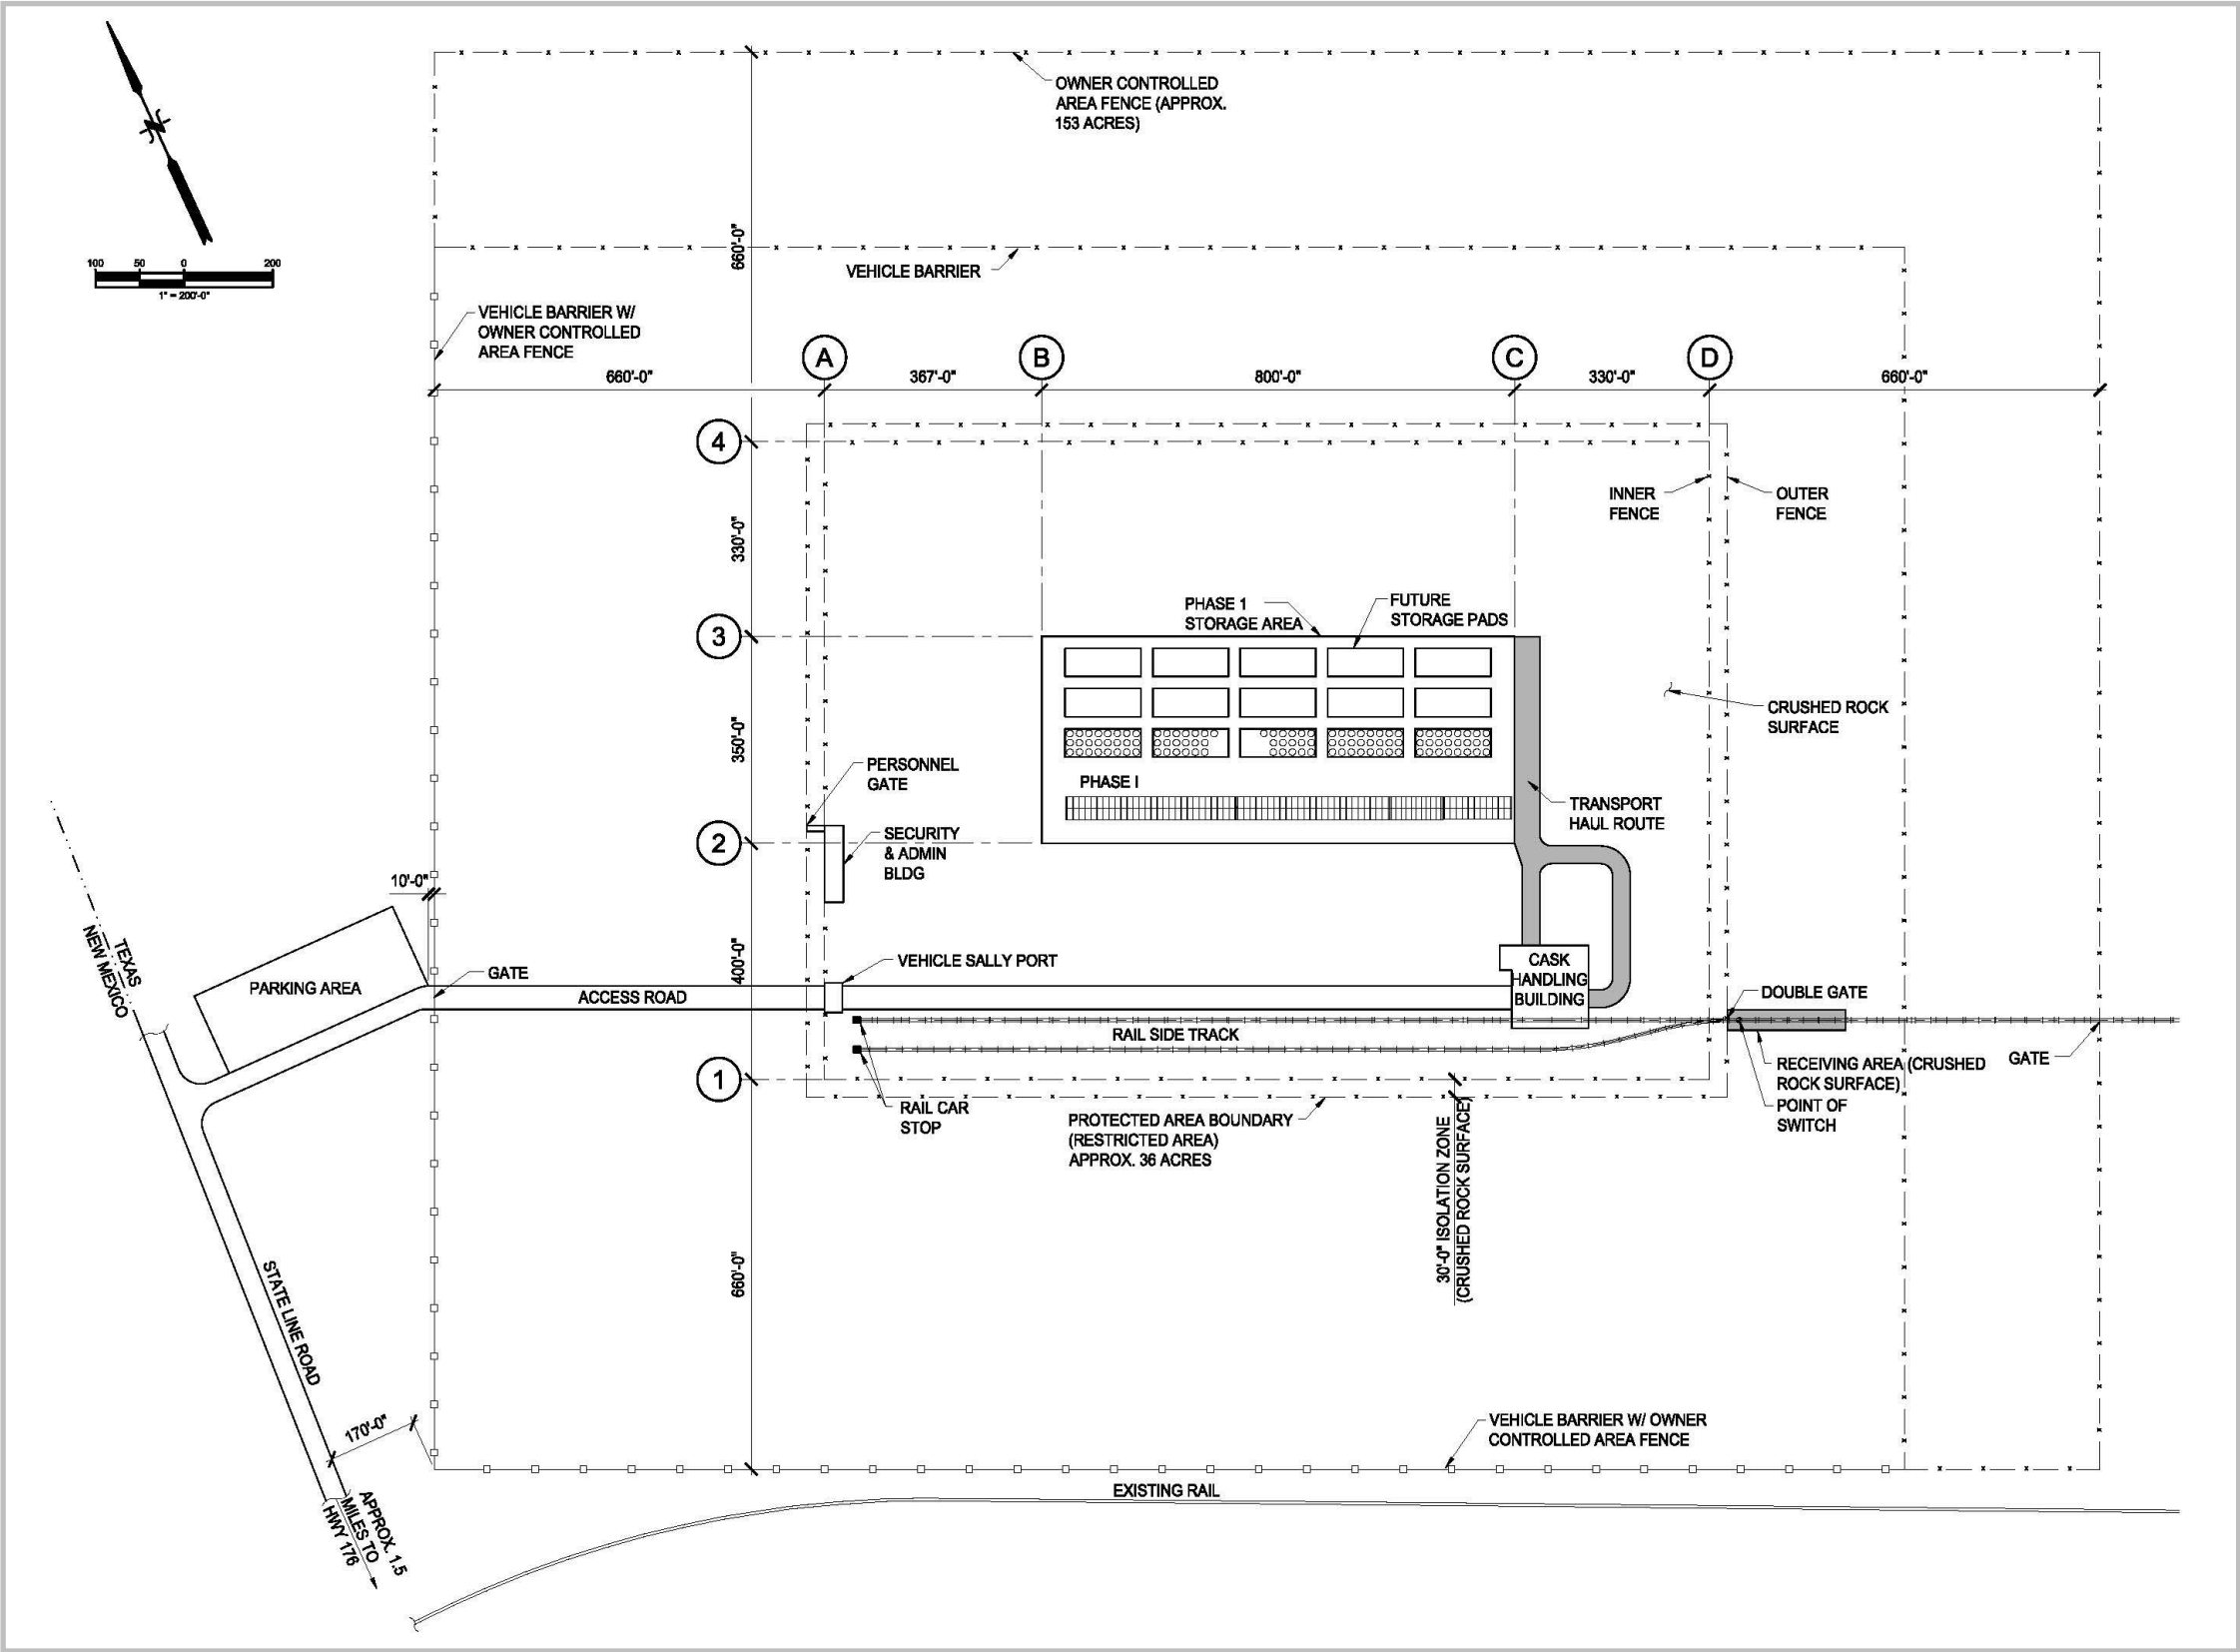 OWNER CONTROLLED
AREA FENCE (APPROX.
153 ACRES)
660'-0"
VEHICLE BARRIER
100 50 0 200
1" = 200'-0"
VEHICLE BARRIER W/
OWNER CONTROLLED
AREA FENCE
A
B
C
D
660'-0"
367'-0"
800'-0"
330'-0"
660'-0"
4
INNER
FENCE
OUTER
FENCE
330'-0"
PHASE 1
STORAGE AREA
FUTURE
STORAGE PADS
3
CRUSHED ROCK
SURFACE
350'-0"
PERSONNEL
GATE
PHASE I
TRANSPORT
HAUL ROUTE
2
SECURITY
& ADMIN
BLDG
10'-0"
TEXAS
NEW MEXICO
PARKING AREA
GATE
ACCESS ROAD
400'-0"
VEHICLE SALLY PORT
CASK
HANDLING
BUILDING
DOUBLE GATE
RAIL SIDE TRACK
RECEIVING AREA (CRUSHED
ROCK SURFACE)
GATE
POINT OF
SWITCH
1
RAIL CAR
STOP
PROTECTED AREA BOUNDARY
(RESTRICTED AREA)
APPROX. 36 ACRES
30'-0" ISOLATION ZONE
(CRUSHED ROCK SURFACE)
660'-0"
STATE LINE ROAD
170'-0"
VEHICLE BARRIER W/ OWNER
CONTROLLED AREA FENCE
EXISTING RAIL
APPROX. 1.5
MILES TO
HWY 176